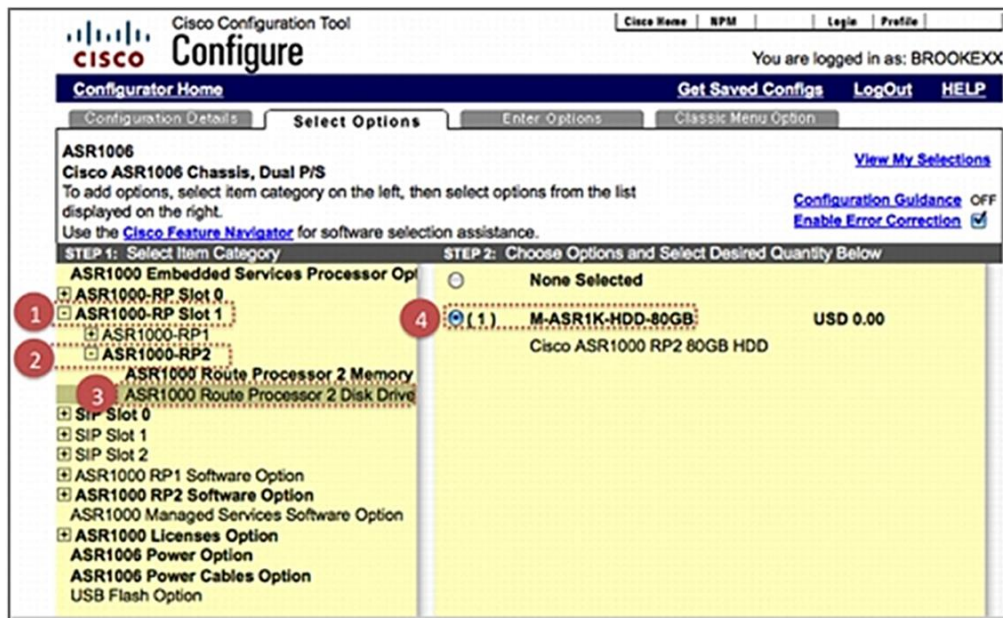 Cisco Configuration Tool
Cisco Home NPM Login Profile
CISCO Configure
You are logged in as: BROOKEXX
Configurator Home Get Saved Configs LogOut HELP
Configuration Details Select Options Enter Options Classic Menu Option
ASR1006
View My Selections
Cisco ASR1006 Chassis, Dual P/S
To add options, select item category on the left, then select options from the list
displayed on the right.
Configuration Guidance OFF
Use the Cisco Feature Navigator for software selection assistance.
Enable Error Correction
STEP 1: Select Item Category
ASR1000 Embedded Services Processor Opt
ASR1000-RP Slot 0
1 ASR1000-RP Slot 1
ASR1000-RP1
2 ASR1000-RP2
ASR1000 Route Processor 2 Memory
3 ASR1000 Route Processor 2 Disk Drive
SIP Slot 0
SIP Slot 1
SIP Slot 2
ASR1000 RP1 Software Option
ASR1000 RP2 Software Option
ASR1000 Managed Services Software Option
ASR1000 Licenses Option
ASR1006 Power Option
ASR1006 Power Cables Option
USB Flash Option
STEP 2: Choose Options and Select Desired Quantity Below
None Selected
4 ( 1 ) M-ASR1K-HDD-80GB USD 0.00
Cisco ASR1000 RP2 80GB HDD